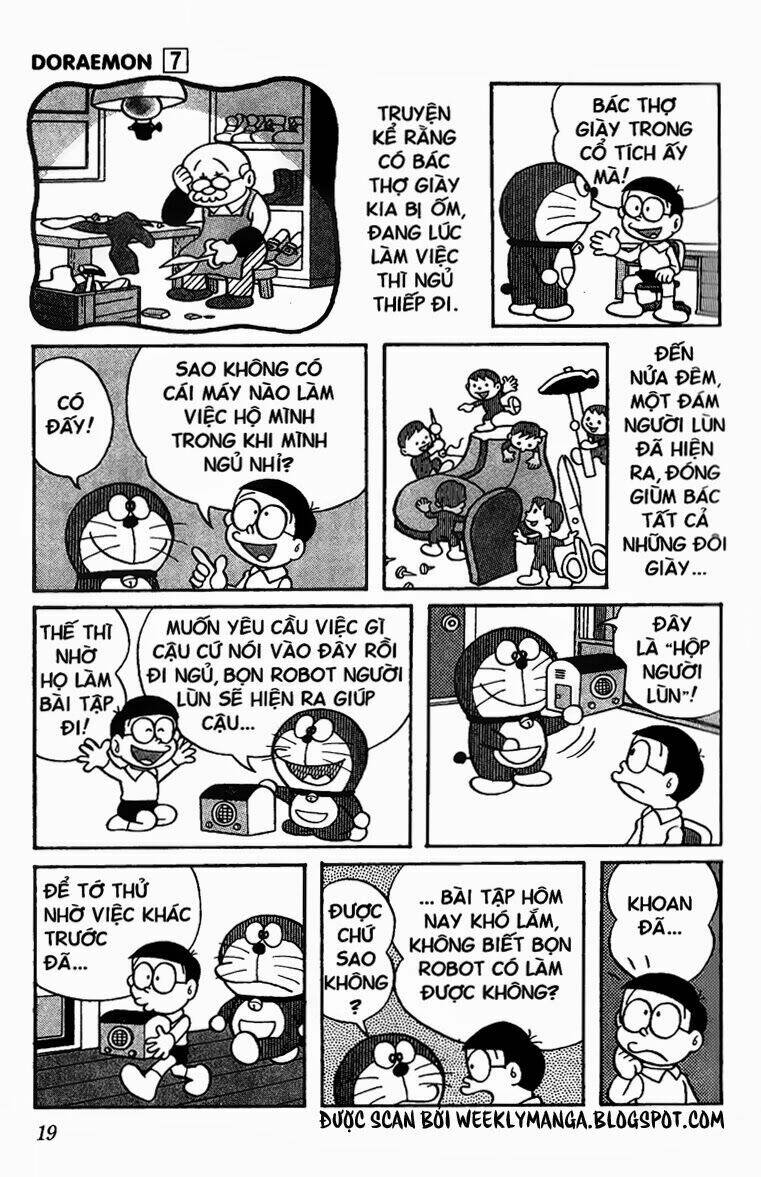 DORAEMON 7
BÁC THỢ
GIÀY TRONG
CỔ TÍCH ẤY
MÀ!
TRUYỆN
KỂ RẰNG
CÓ BÁC
THỢ GIÀY
KIA BỊ ỐM,
ĐANG LÚC
LÀM VIỆC
THÌ NGỦ
THIẾP ĐI.
ĐẾN
NỬA ĐÊM,
MỘT ĐÁM
NGƯỜI LÙN
ĐÃ HIỆN
RA, ĐÓNG
GIÙM BÁC
TẤT CẢ
NHỮNG ĐÔI
GIÀY...
SAO KHÔNG CÓ
CÁI MÁY NÀO LÀM
VIỆC HỘ MÌNH
TRONG KHI MÌNH
NGỦ NHỈ?
CÓ
ĐẤY!
ĐÂY
LÀ "HỘP
NGƯỜI
LÙN"!
MUỐN YÊU CẦU VIỆC GÌ
CẬU CỨ NÓI VÀO ĐÂY RỒI
ĐI NGỦ, BỌN ROBOT NGƯỜI
LÙN SẼ HIỆN RA GIÚP
CẬU...
THẾ THÌ
NHỜ
HỌ LÀM
BÀI TẬP
ĐI!
KHOAN
ĐÃ...
... BÀI TẬP HÔM
NAY KHÓ LẮM,
KHÔNG BIẾT BỌN
ROBOT CÓ LÀM
ĐƯỢC KHÔNG?
ĐƯỢC
CHỨ
SAO
KHÔNG
?
ĐỂ TỚ THỬ
NHỜ VIỆC KHÁC
TRƯỚC
ĐÃ...
ĐƯỢC SCAN BỞI WEEKLYMANGA.BLOGSPOT.COM
19